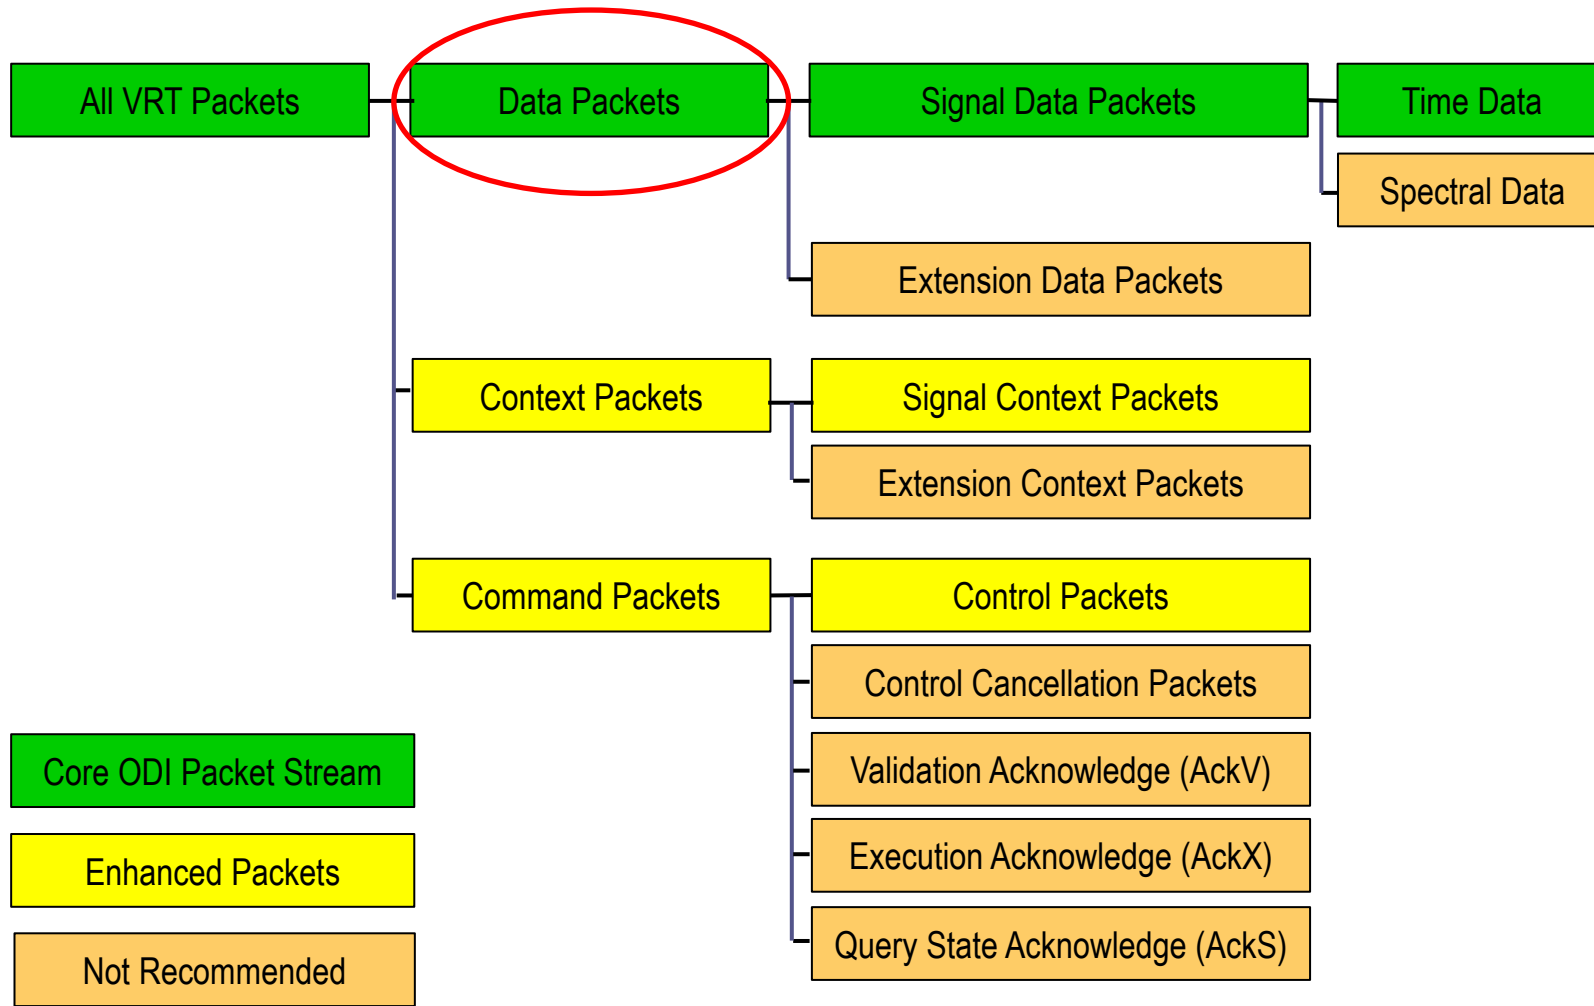 All VRT Packets
Data Packets
Signal Data Packets
Time Data
Spectral Data
Extension Data Packets
Context Packets
Signal Context Packets
Extension Context Packets
Command Packets
Control Packets
Control Cancellation Packets
Validation Acknowledge (AckV)
Execution Acknowledge (AckX)
Query State Acknowledge (AckS)
Core ODI Packet Stream
Enhanced Packets
Not Recommended